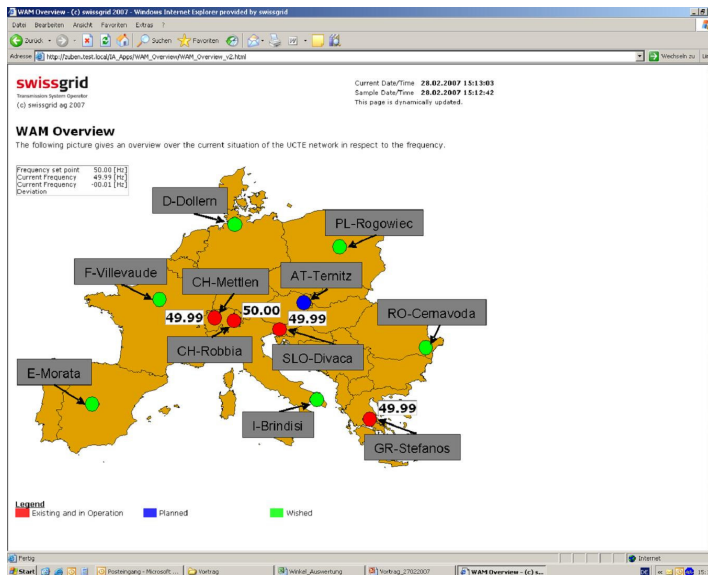 WAM Overview - (c) swissgrid 2007 - Windows Internet Explorer provided by swissgrid
Datei Bearbeiten Ansicht Favoriten Extras ?
Zurück Suchen Favoriten
Adresse http://zuben.test.local/IA_Apps/WAM_Overview/WAM_Overview_v2.html Wechseln zu
swissgrid
Transmission System Operator
(c) swissgrid ag 2007
Current Date/Time 28.02.2007 15:13:03
Sample Date/Time 28.02.2007 15:12:42
This page is dynamically updated.
WAM Overview
The following picture gives an overview over the current situation of the UCTE network in respect to the frequency.
Frequency set point 50.00 [Hz]
Current Frequency 49.99 [Hz]
Current Frequency -00.01 [Hz]
Deviation
D-Dollern
PL-Rogowiec
F-Villevaude
CH-Mettlen
AT-Ternitz
49.99
50.00
49.99
RO-Cernavoda
CH-Robbia
SLO-Divaca
E-Morata
49.99
I-Brindisi
GR-Stefanos
Legend
Existing and in Operation Planned Wished
Fertig Internet
Start Posteingang - Microsoft ... Vortrag Winkel_Auswertung Vortrag_27022007 WAM Overview - (c) s... DE